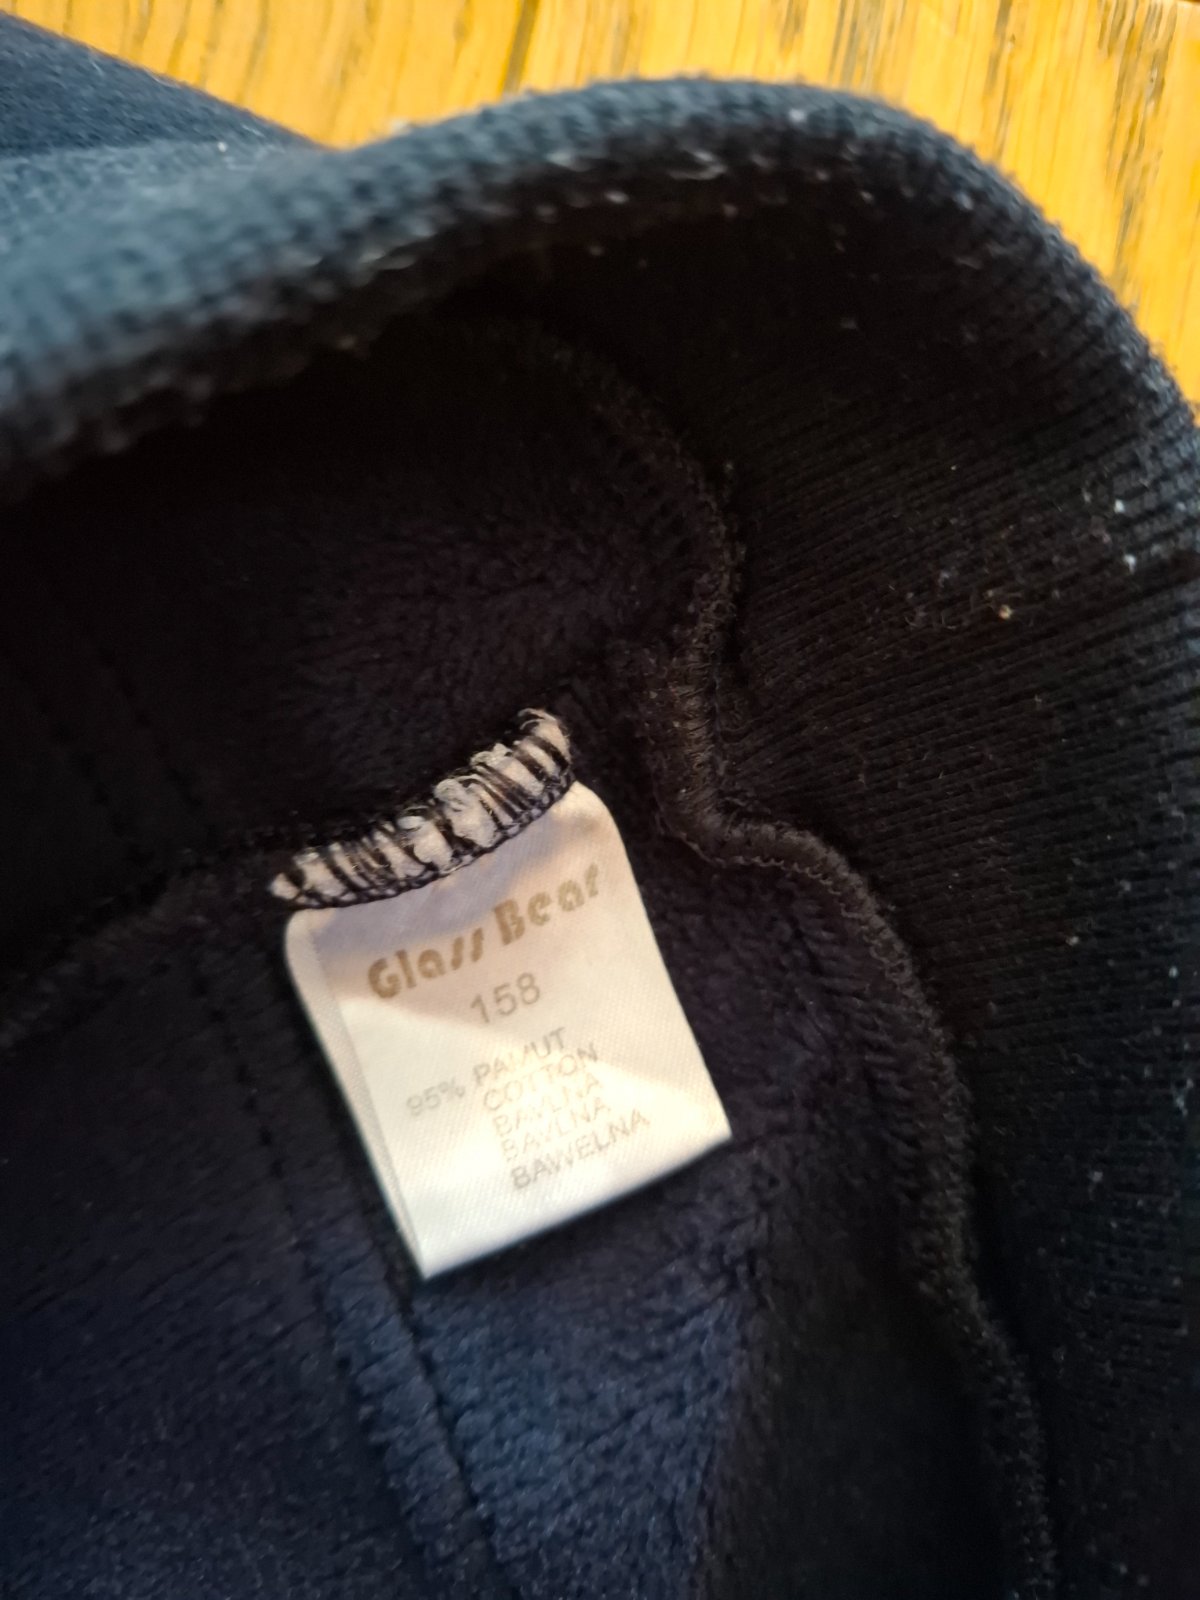 Glass Bear
158
95% PAMUT
COTTON
BAVLNA
BAVLNA
BAWELNA